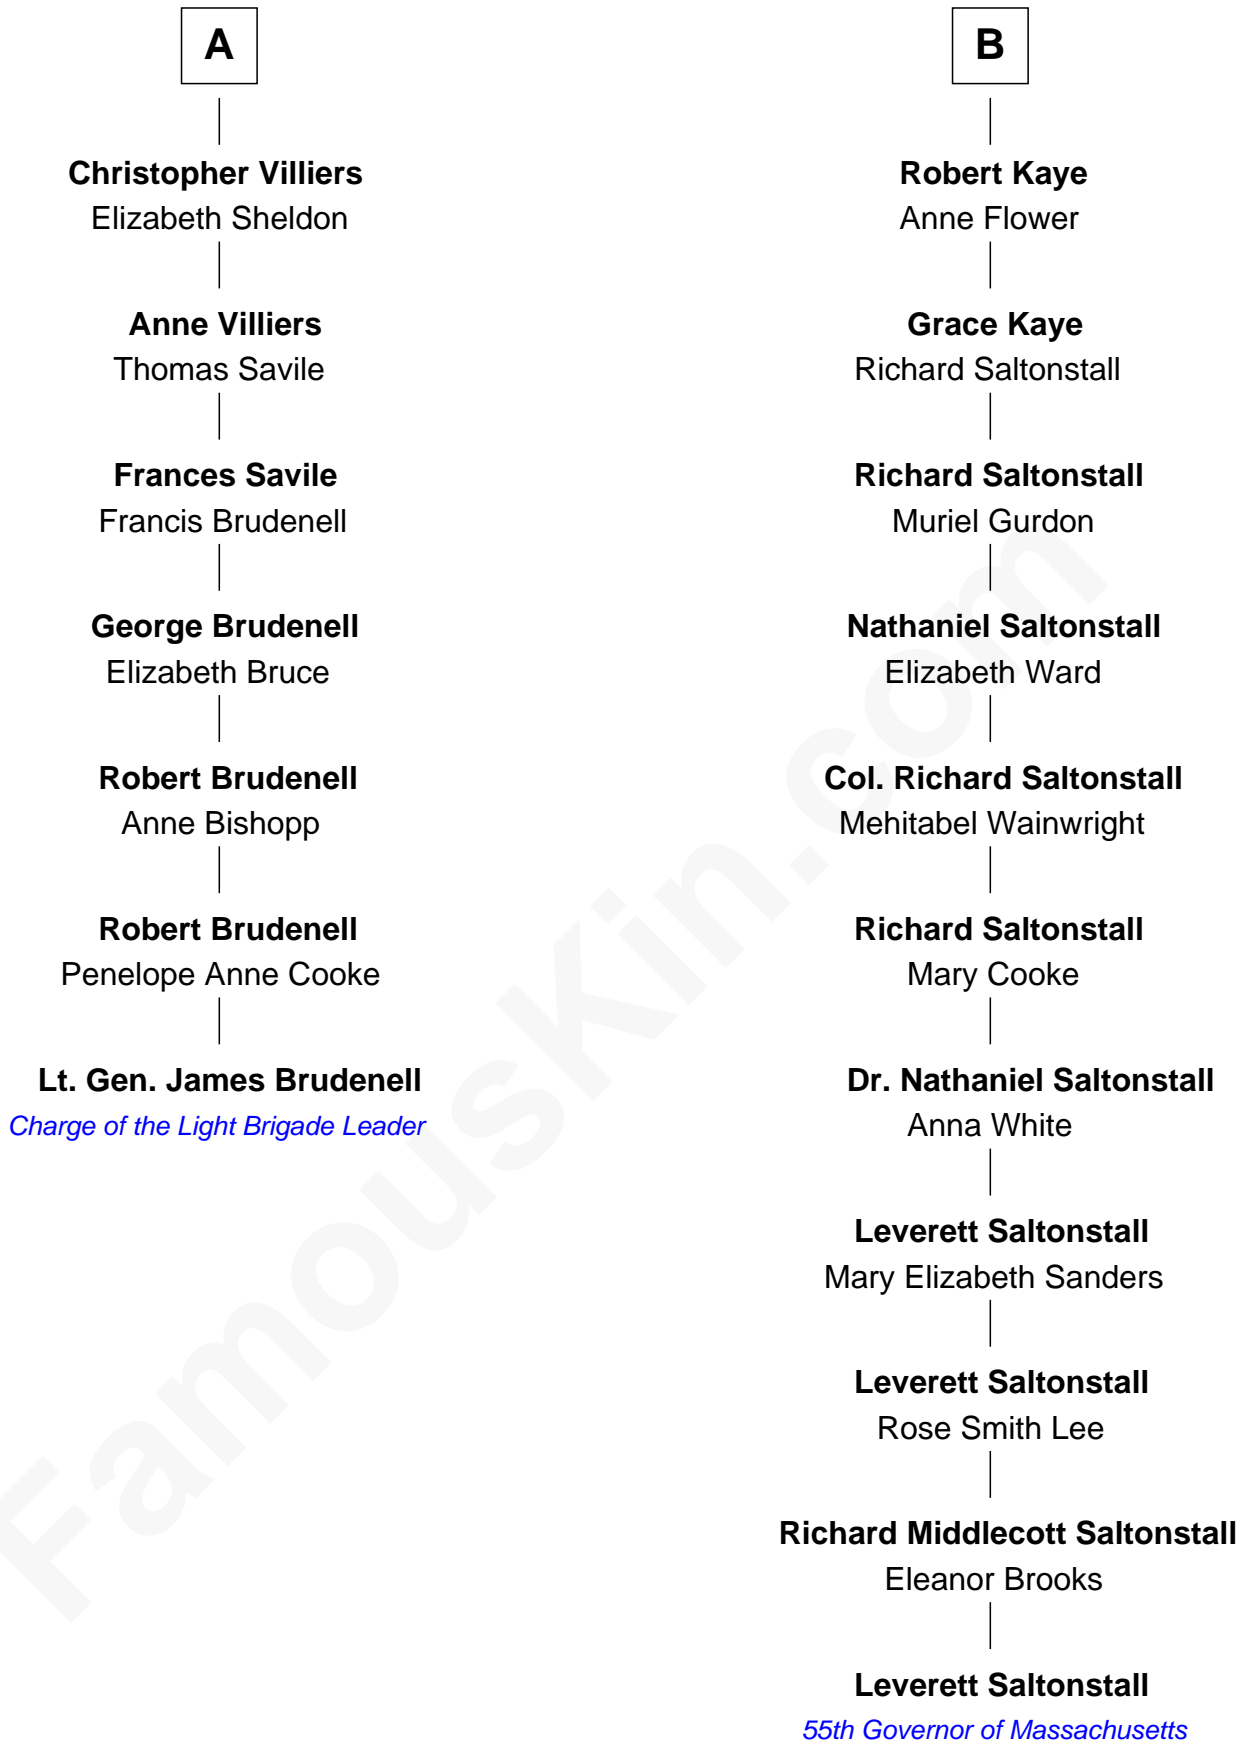 A
Christopher Villiers
Elizabeth Sheldon
Anne Villiers
Thomas Savile
Frances Savile
Francis Brudenell
George Brudenell
Elizabeth Bruce
Robert Brudenell
Anne Bishopp
Robert Brudenell
Penelope Anne Cooke
Lt. Gen. James Brudenell
Charge of the Light Brigade Leader
B
Robert Kaye
Anne Flower
Grace Kaye
Richard Saltonstall
Richard Saltonstall
Muriel Gurdon
Nathaniel Saltonstall
Elizabeth Ward
Col. Richard Saltonstall
Mehitabel Wainwright
Richard Saltonstall
Mary Cooke
Dr. Nathaniel Saltonstall
Anna White
Leverett Saltonstall
Mary Elizabeth Sanders
Leverett Saltonstall
Rose Smith Lee
Richard Middlecott Saltonstall
Eleanor Brooks
Leverett Saltonstall
55th Governor of Massachusetts
FamousKin.com